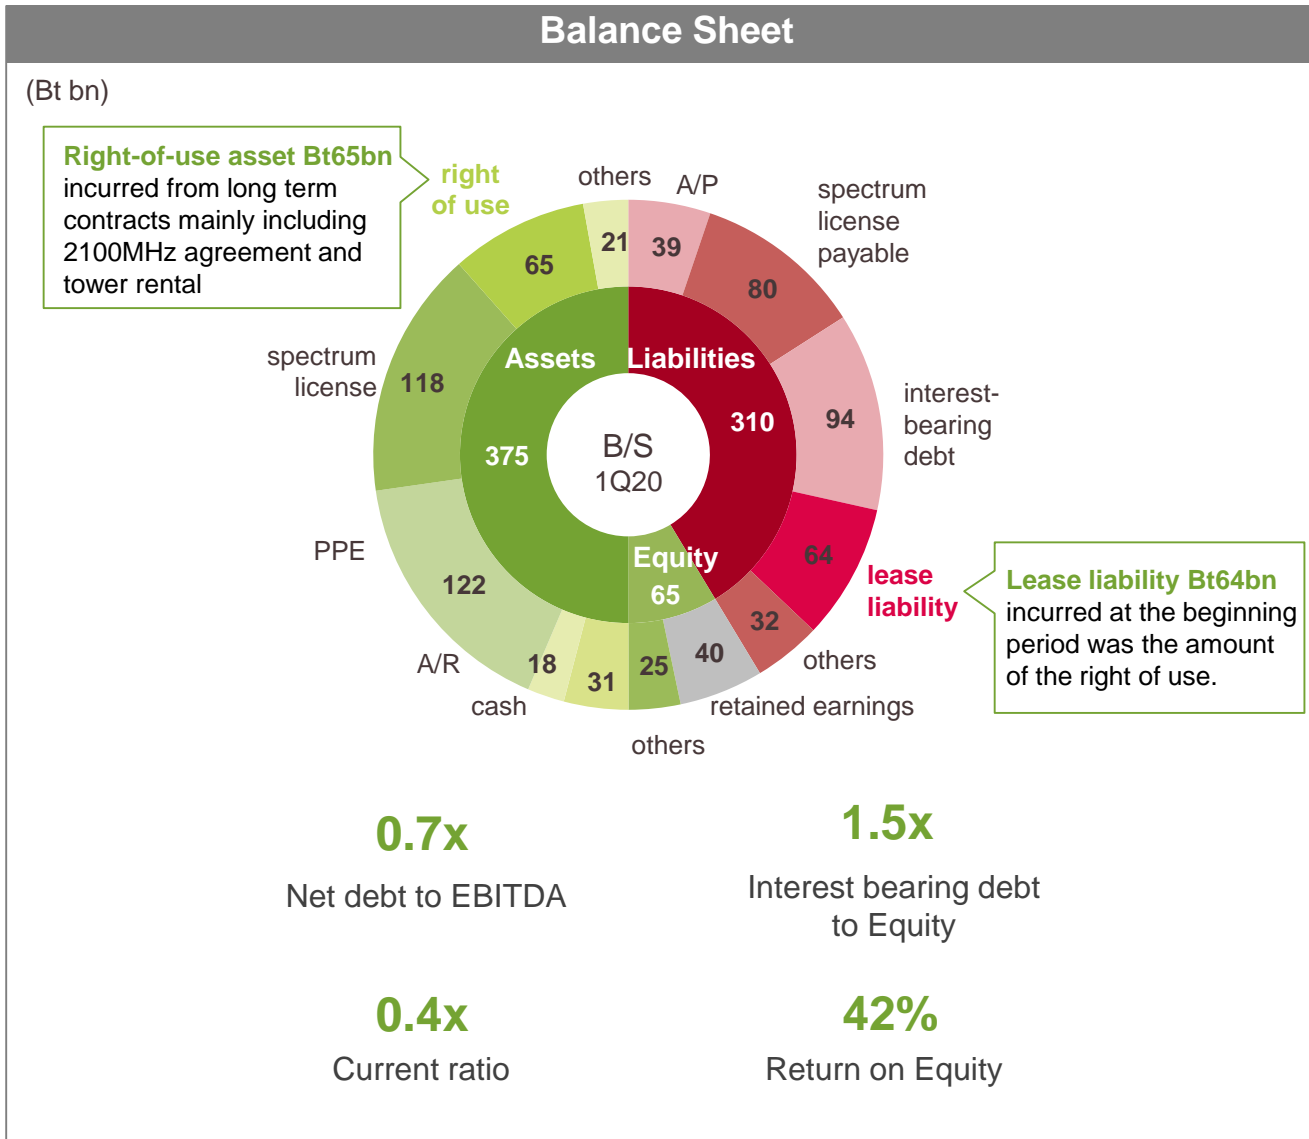 Balance Sheet
(Bt bn)
Right-of-use asset Bt65bn
incurred from long term
contracts mainly including
2100MHz agreement and
tower rental
right
of use
others
A/P
spectrum
license
payable
65
21
39
80
spectrum
license
118
Assets
Liabilities
375
310
B/S
1Q20
94
interest-
bearing
debt
PPE
122
Equity
65
64
lease
liability
Lease liability Bt64bn
incurred at the beginning
period was the amount
of the right of use.
A/R
18
31
25
40
32
others
cash
retained earnings
others
0.7x
Net debt to EBITDA
1.5x
Interest bearing debt
to Equity
0.4x
Current ratio
42%
Return on Equity